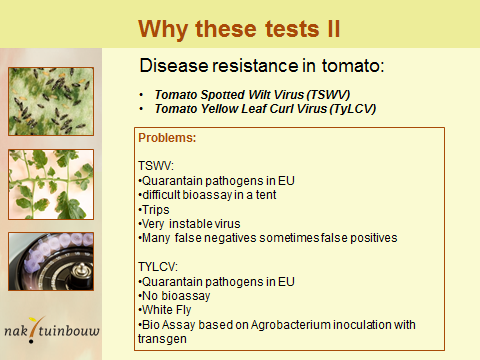 Why these tests II
Disease resistance in tomato:
• Tomato Spotted Wilt Virus (TSWV)
• Tomato Yellow Leaf Curl Virus (TyLCV)
Problems:
TSWV:
•Quarantain pathogens in EU
•difficult bioassay in a tent
•Trips
•Very instable virus
•Many false negatives sometimes false positives
TYLCV:
•Quarantain pathogens in EU
•No bioassay
•White Fly
•Bio Assay based on Agrobacterium inoculation with
transgen
nak tuinbouw